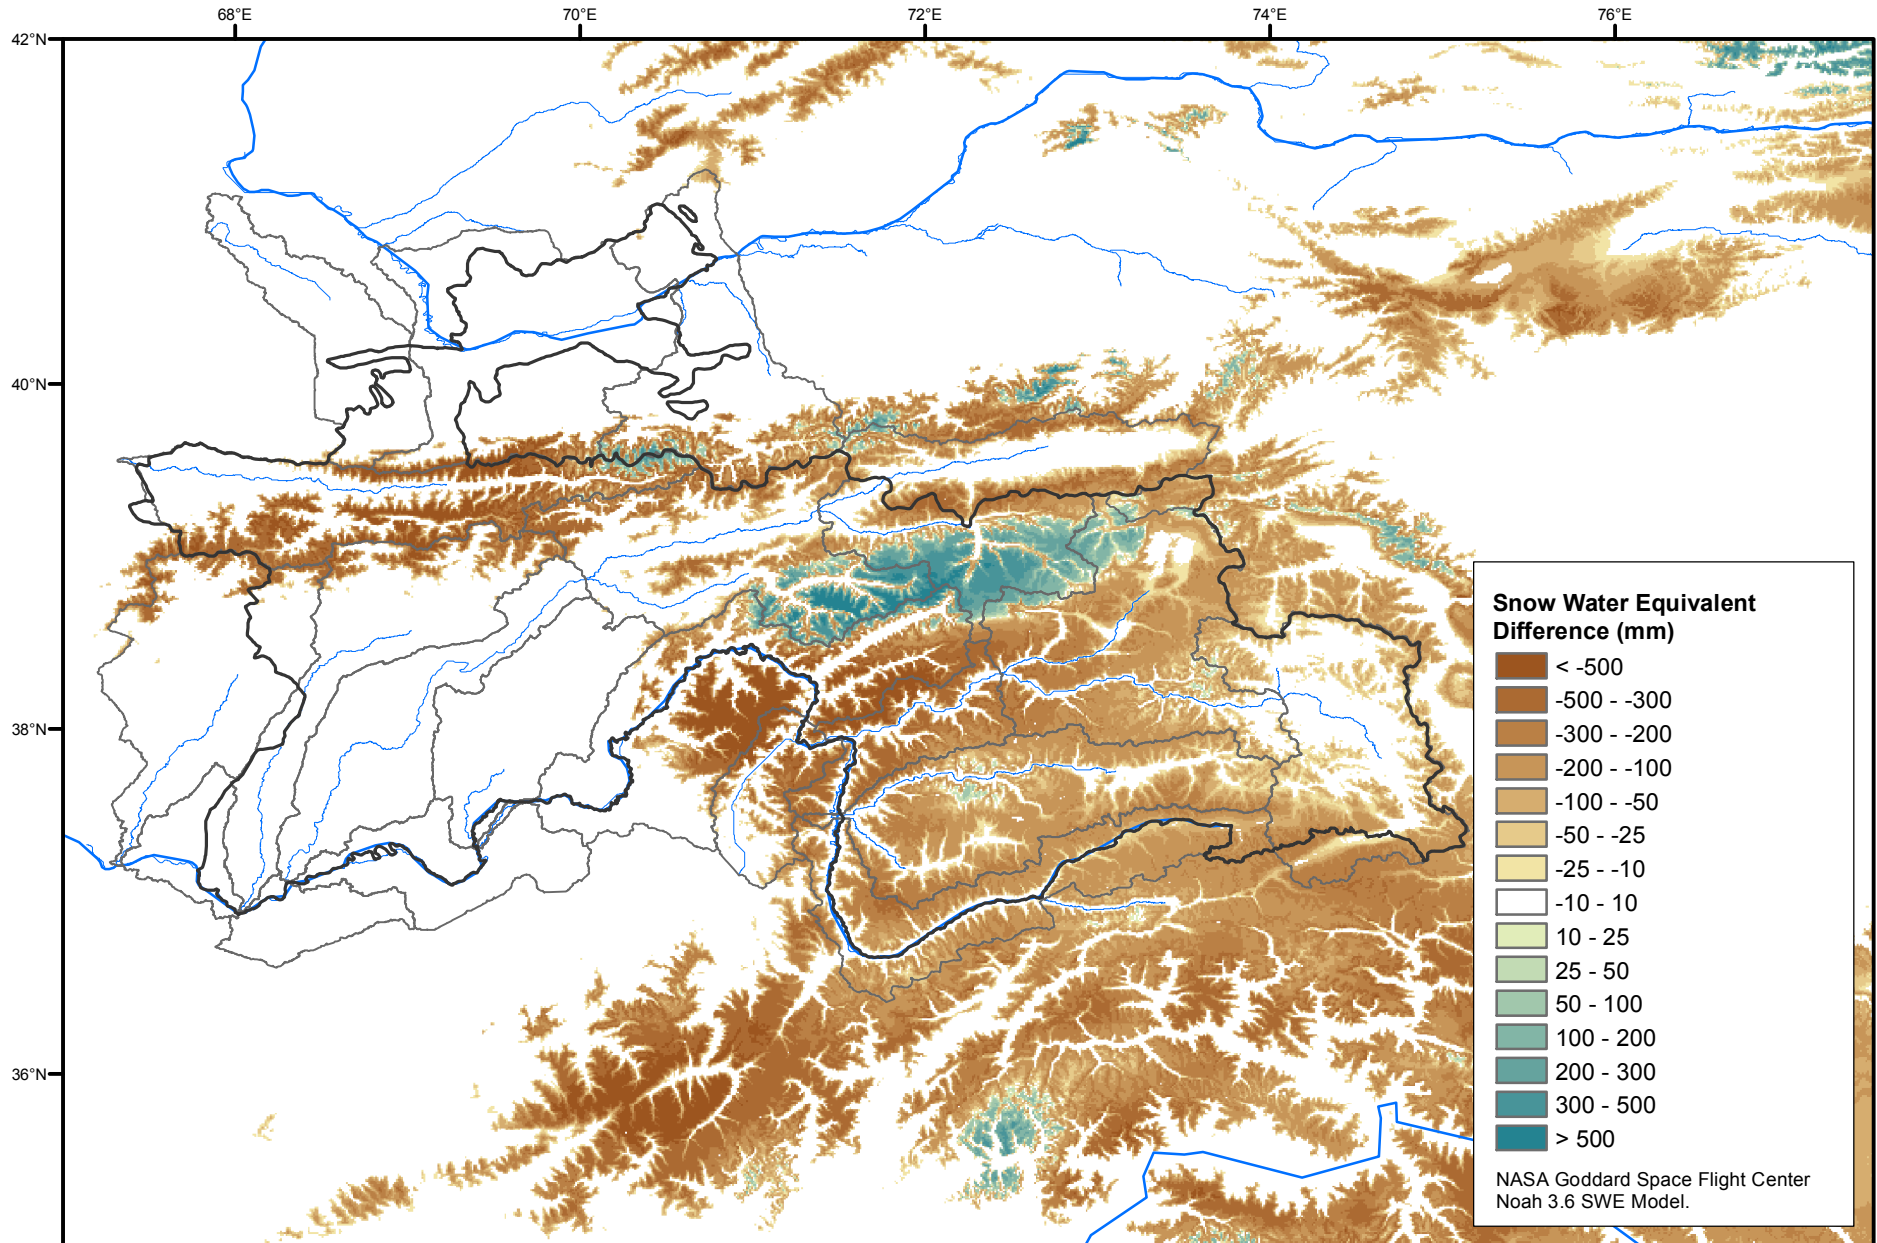 68°E
70°E
72°E
74°E
76°E
42°N
40°N
38°N
36°N
Snow Water Equivalent
Difference (mm)
< -500
-500 - -300
-300 - -200
-200 - -100
-100 - -50
-50 - -25
-25 - -10
-10 - 10
10 - 25
25 - 50
50 - 100
100 - 200
200 - 300
300 - 500
> 500
NASA Goddard Space Flight Center
Noah 3.6 SWE Model.